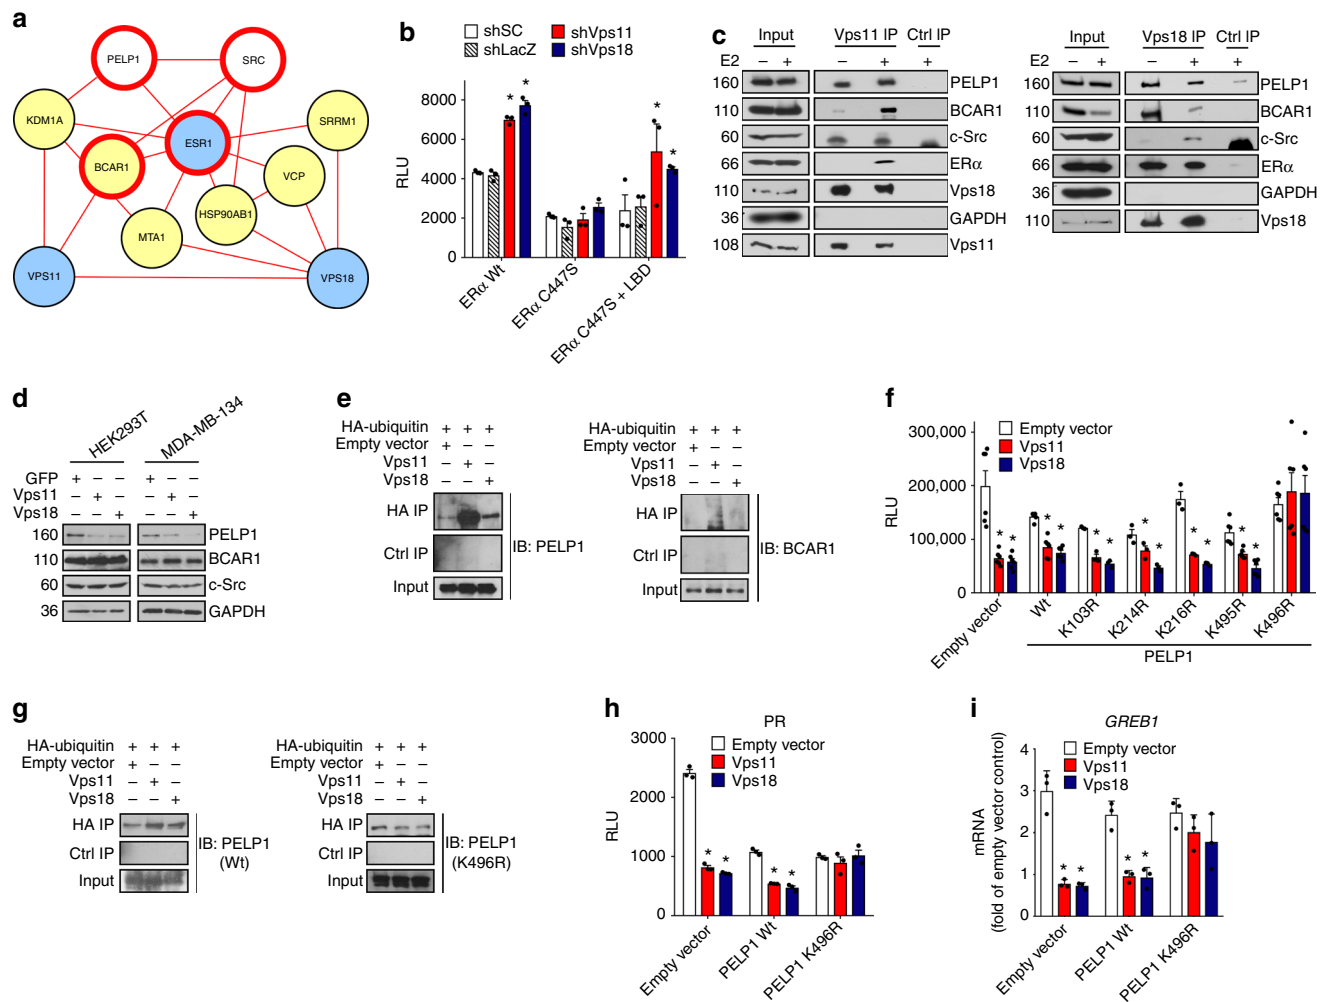 a
PELP1
SRC
KDM1A
ESR1
SRRM1
BCAR1
VCP
HSP90AB1
MTA1
VPS11
VPS18
b
shSC
shVps11
shLacZ
shVps18
RLU
8000
6000
4000
2000
0
* * * *
ERα Wt
ERα C447S
ERα C447S + LBD
c
Input Vps11 IP Ctrl IP
E2 – + – + +
160 PELP1
110 BCAR1
60 c-Src
66 ERα
110 Vps18
36 GAPDH
108 Vps11
Input Vps18 IP Ctrl IP
E2 – + – + +
160 PELP1
110 BCAR1
60 c-Src
66 ERα
36 GAPDH
110 Vps18
d
HEK293T MDA-MB-134
GFP + – – + – –
Vps11 – + – – + –
Vps18 – – + – – +
160 PELP1
110 BCAR1
60 c-Src
36 GAPDH
e
HA-ubiquitin + + +
Empty vector + – –
Vps11 – + –
Vps18 – – +
HA IP
Ctrl IP
Input
IB: PELP1
HA-ubiquitin + + +
Empty vector + – –
Vps11 – + –
Vps18 – – +
HA IP
Ctrl IP
Input
IB: BCAR1
f
Empty vector
Vps11
Vps18
RLU
300,000
200,000
100,000
0
* * * * * * * * * * * *
Empty vector
Wt
K103R
K214R
K216R
K495R
K496R
PELP1
g
HA-ubiquitin + + +
Empty vector + – –
Vps11 – + –
Vps18 – – +
HA IP
Ctrl IP
Input
IB: PELP1
(Wt)
HA-ubiquitin + + +
Empty vector + – –
Vps11 – + –
Vps18 – – +
HA IP
Ctrl IP
Input
IB: PELP1
(K496R)
h
PR
Empty vector
Vps11
Vps18
RLU
3000
2000
1000
0
* * * *
Empty vector
PELP1 Wt
PELP1 K496R
i
GREB1
Empty vector
Vps11
Vps18
mRNA
(fold of empty vector control)
4
3
2
1
0
* * * *
Empty vector
PELP1 Wt
PELP1 K496R